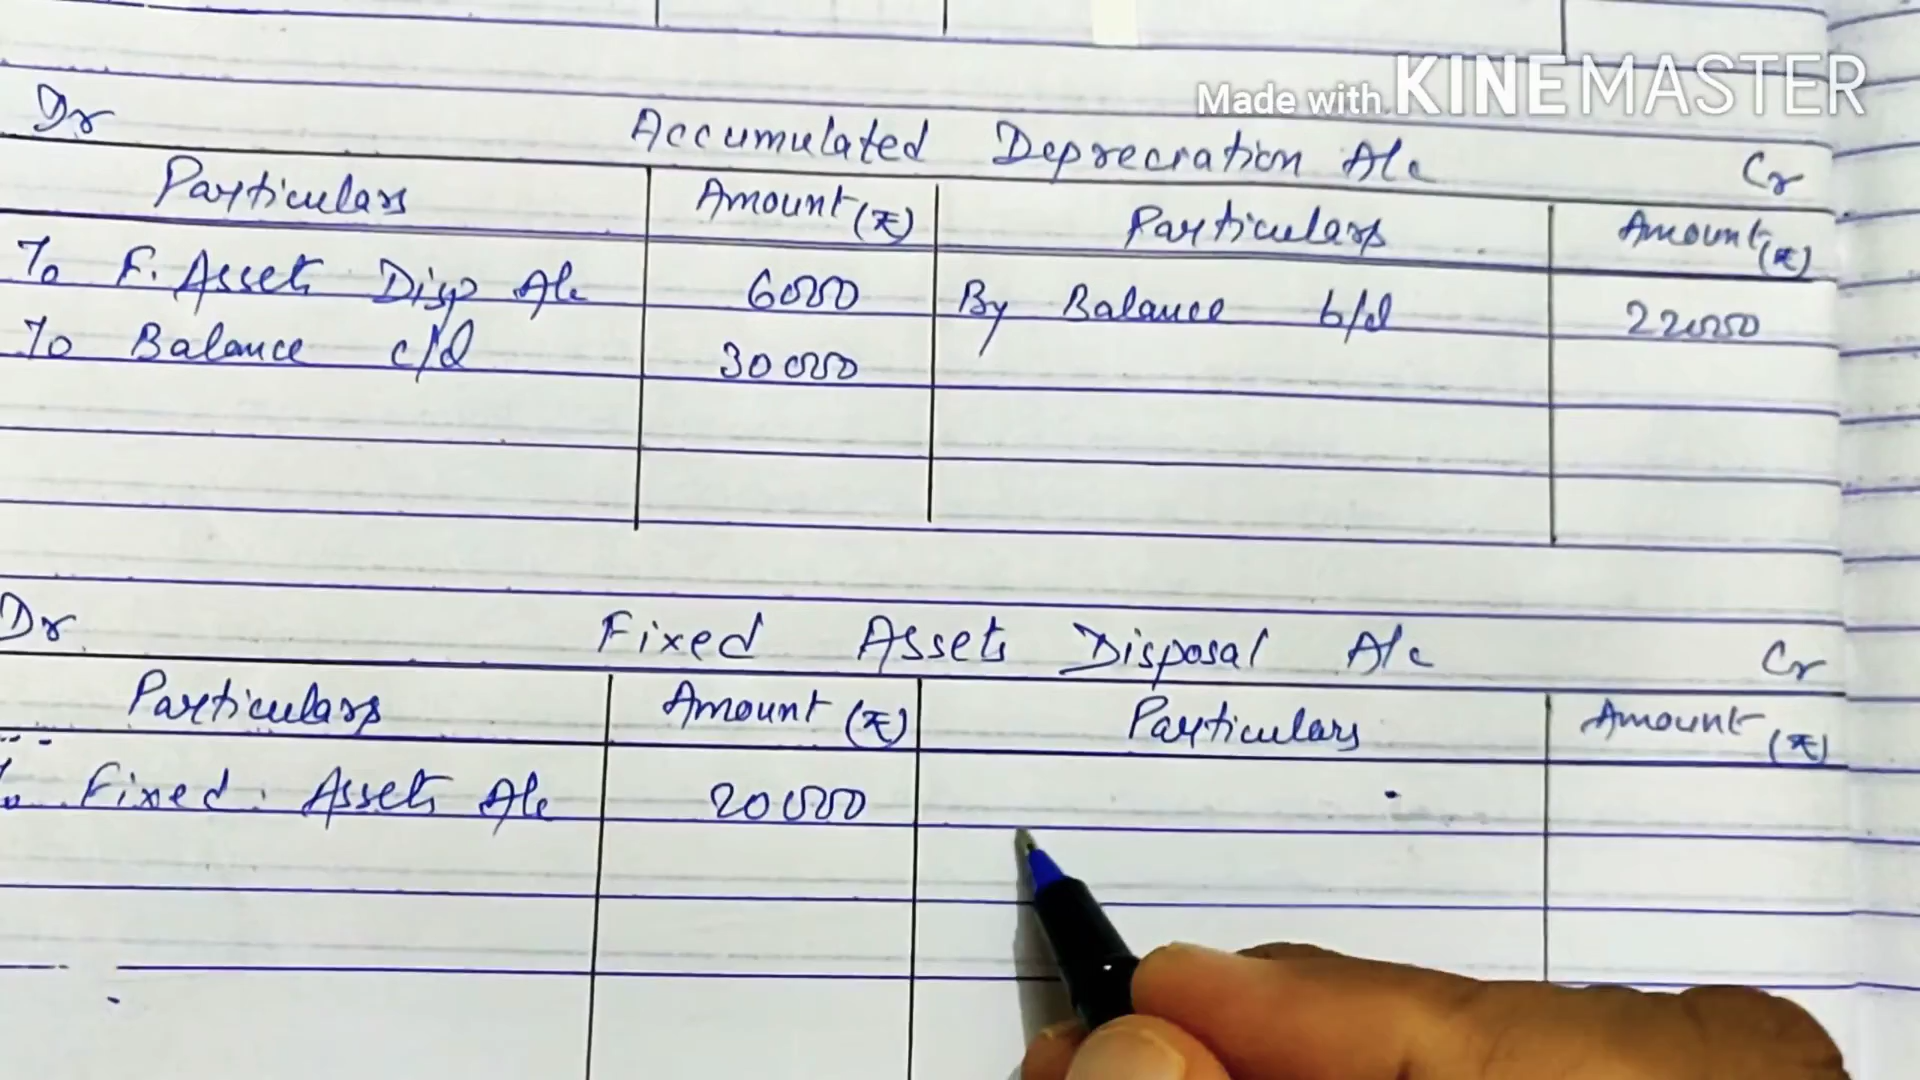 Made with KINEMASTER
Dr Accumulated Depreciation A/c Cr
Particulars Amount (₹) Particulars Amount (₹)
To F. Assets Disp A/c 6000 By Balance b/d 22000
To Balance c/d 30000
Dr Fixed Assets Disposal A/c Cr
Particulars Amount (₹) Particulars Amount (₹)
To Fixed Assets A/c 20000